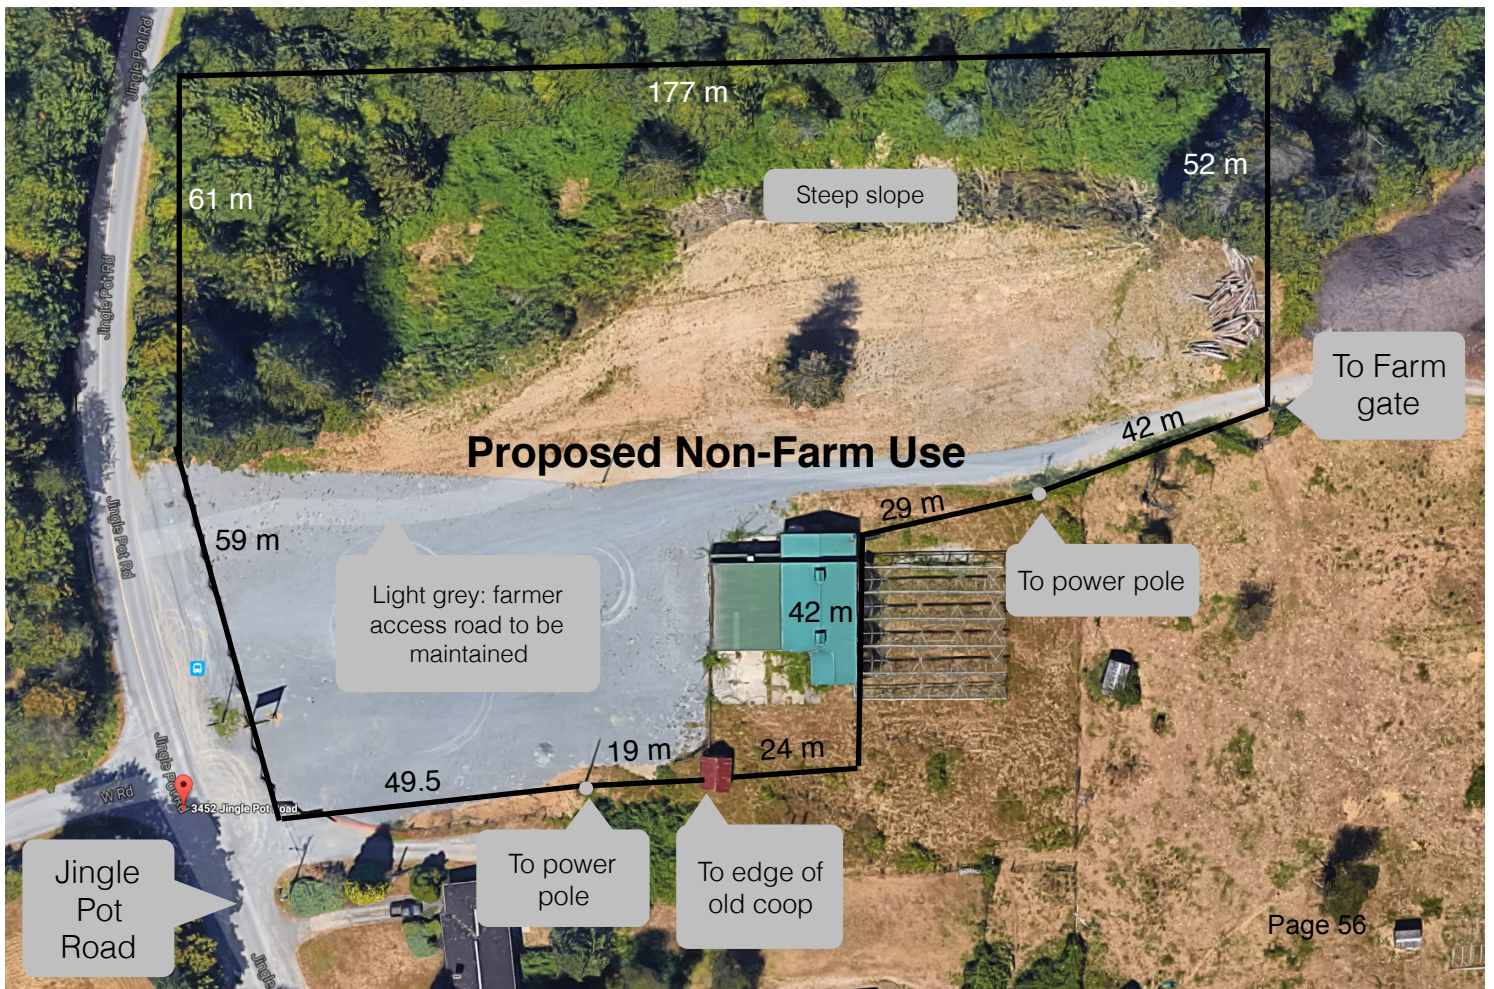 Jingle Pot Rd
177 m
61 m
52 m
Steep slope
Jingle Pot Rd
To Farm
gate
42 m
Proposed Non-Farm Use
29 m
Jingle Pot Rd
59 m
To power pole
Light grey: farmer
access road to be
maintained
42 m
19 m
24 m
49.5
Jingle Pot Rd
W Rd
3452 Jingle Pot Road
To power
pole
To edge of
old coop
Jingle
Pot
Road
Page 56
Jingle